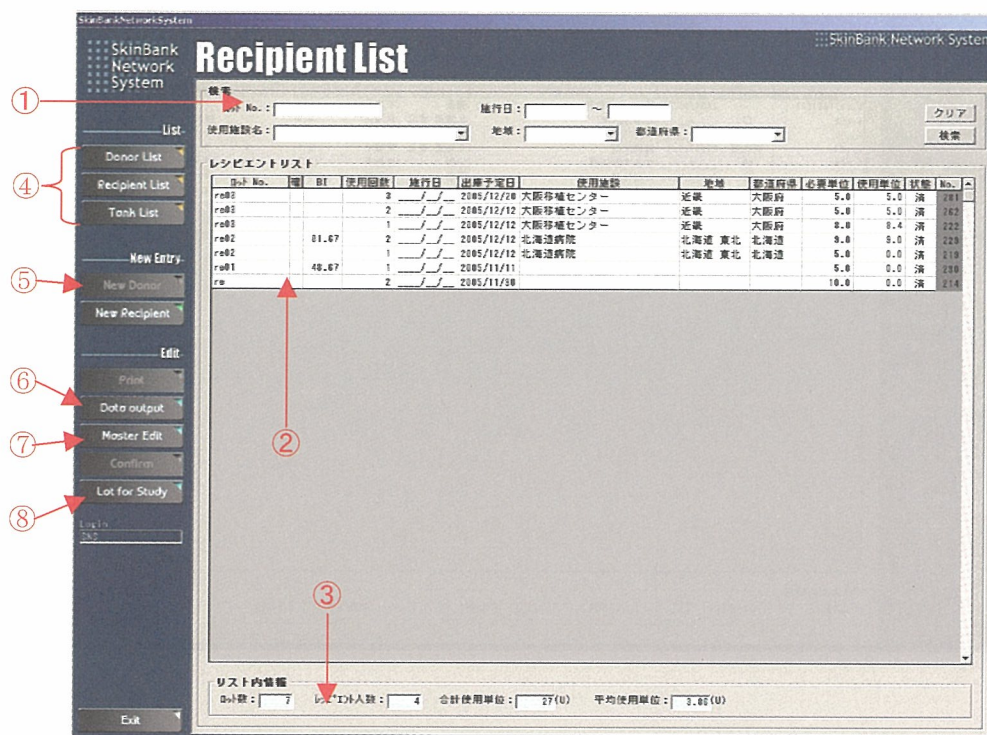 SkinBankNetworkSystem
SkinBank
Network
System
Recipient List
SkinBank Network System
①
検索
ロット No.：
施行日：
～
クリア
使用施設名：
地域：
都道府県：
検索
List
④
Donor List
Recipient List
Tank List
レシピエントリスト
ロット No. BI 使用回数 施行日 出庫予定日 使用施設 地域 都道府県 必要単位 使用単位 状態 No.
re03 3 ____/__/__ 2005/12/20 大阪移植センター 近畿 大阪府 5.0 5.0 済
re03 2 ____/__/__ 2005/12/12 大阪移植センター 近畿 大阪府 5.0 5.0 済
re03 1 ____/__/__ 2005/12/12 大阪移植センター 近畿 大阪府 8.0 8.4 済 222
re02 81.67 2 ____/__/__ 2005/12/12 北海道病院 北海道 東北 北海道 9.0 9.0 済
re02 1 ____/__/__ 2005/12/12 北海道病院 北海道 東北 北海道 5.0 0.0 済
re01 48.67 1 ____/__/__ 2005/11/11 5.0 0.0 済
re 2 ____/__/__ 2005/11/30 10.0 0.0 済 214
New Entry
⑤
New Donor
New Recipient
Edit
Print
⑥
Data output
⑦
Master Edit
②
Confirm
⑧
Lot for Study
Login
SNS
③
リスト内情報
ロット数： 7 レシピエント人数： 4 合計使用単位： 27(U) 平均使用単位： (U)
Exit